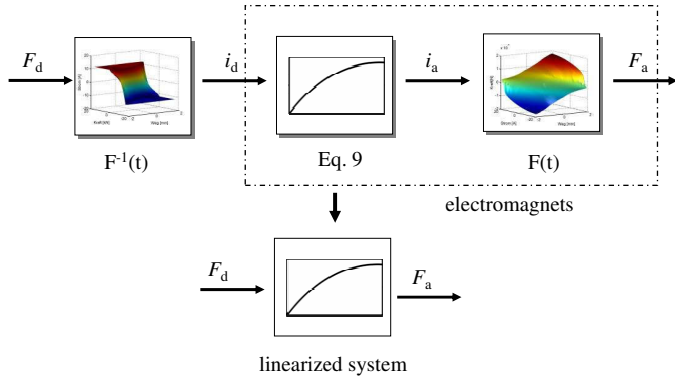 F_d
i_d
i_a
F_a
F^-1(t)
Eq. 9
F(t)
electromagnets
F_d
F_a
linearized system